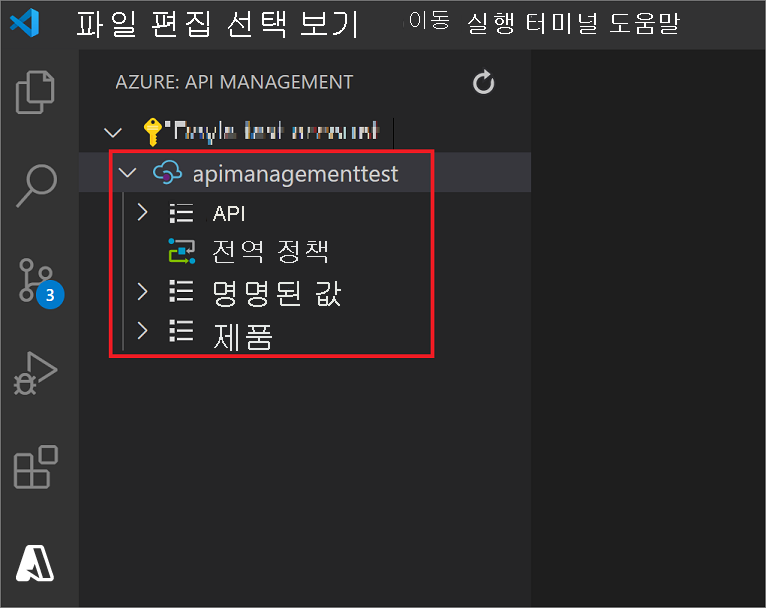 파일 편집 선택 보기 이동 실행 터미널 도움말
AZURE: API MANAGEMENT
apimanagementtest
API
전역 정책
3
명명된 값
제품